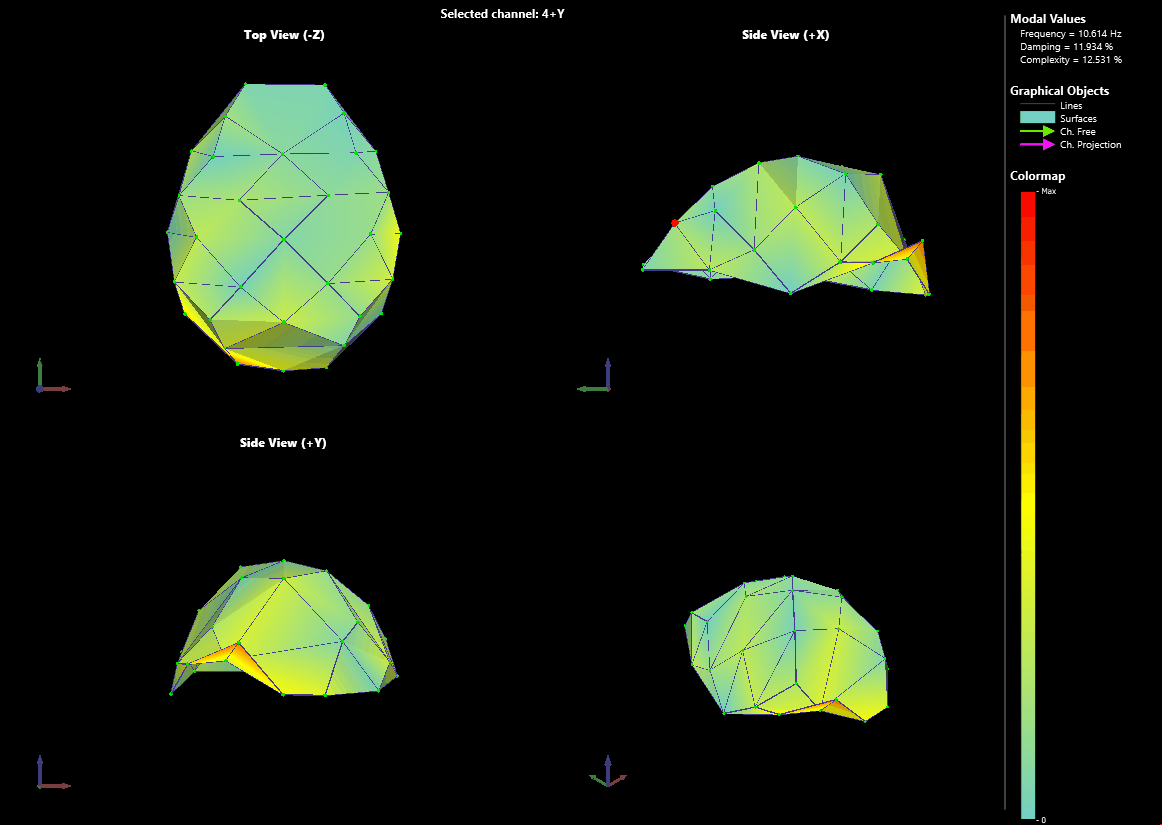 Selected channel: 4+Y
Top View (-Z)
Side View (+X)
Modal Values
Frequency = 10.614 Hz
Damping = 11.934 %
Complexity = 12.531 %
Graphical Objects
Lines
Surfaces
Ch. Free
Ch. Projection
Colormap
- Max
Side View (+Y)
- 0